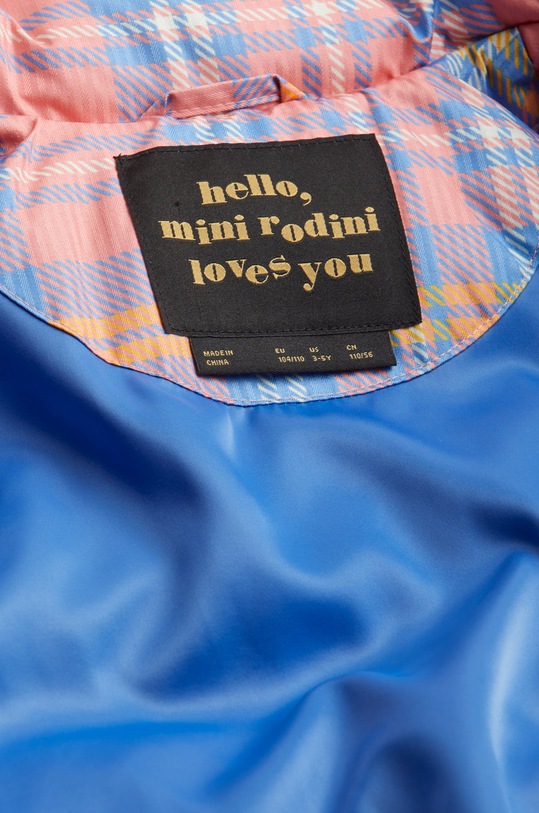 hello,
mini rodini
loves you
MADE IN CHINA
EU 104/110
US 3-5Y
CN 110/56